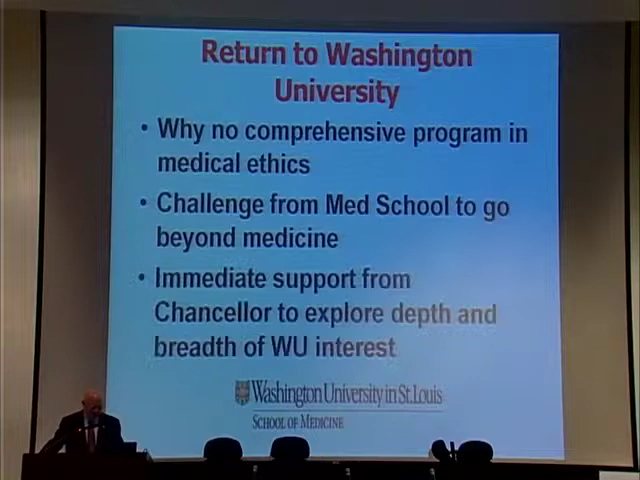 Return to Washington
University
• Why no comprehensive program in
medical ethics
• Challenge from Med School to go
beyond medicine
• Immediate support from
Chancellor to explore depth and
breadth of WU interest
Washington University in St. Louis
SCHOOL OF MEDICINE